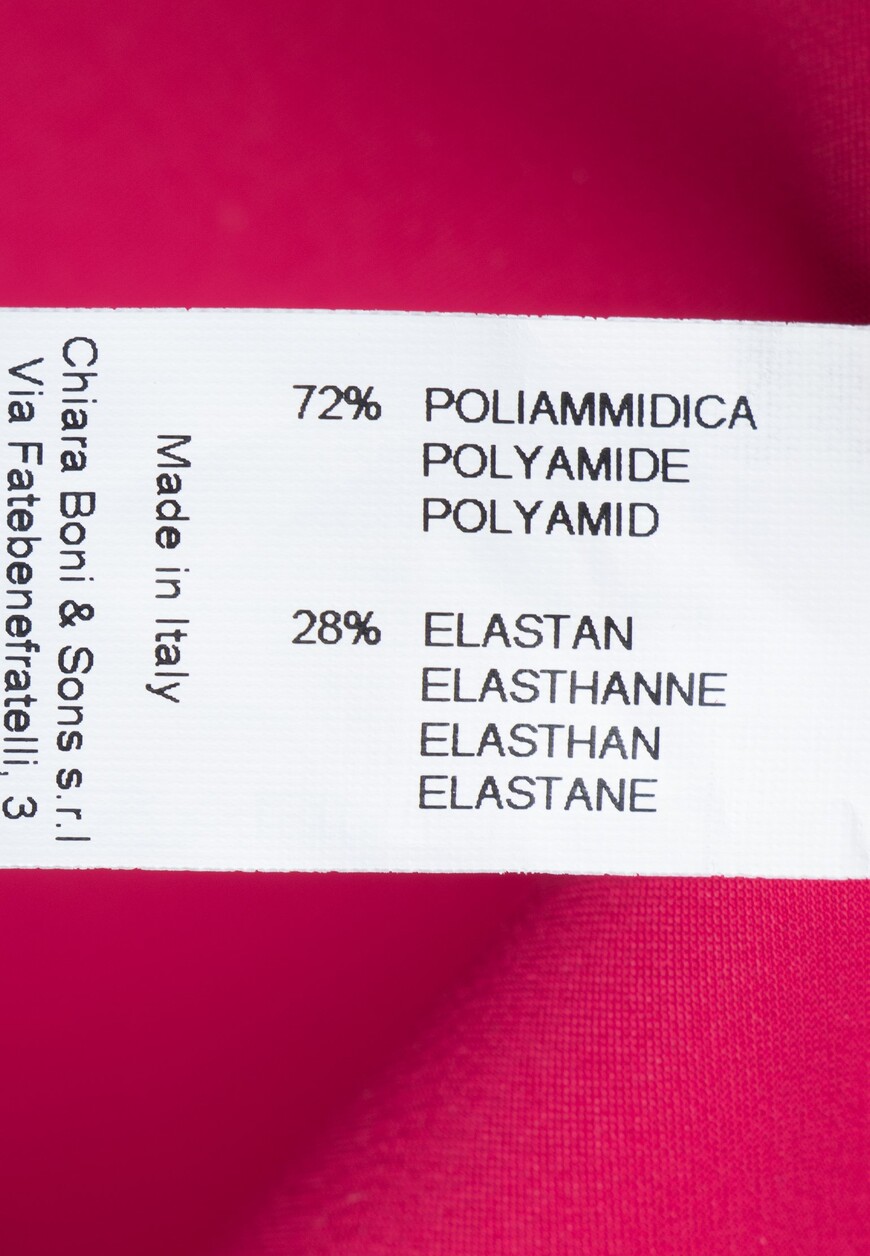 72% POLIAMMIDICA
POLYAMIDE
POLYAMID
28% ELASTAN
ELASTHANNE
ELASTHAN
ELASTANE
Made in Italy
Chiara Boni & Sons s.r.l
Via Fatebenefratelli, 3